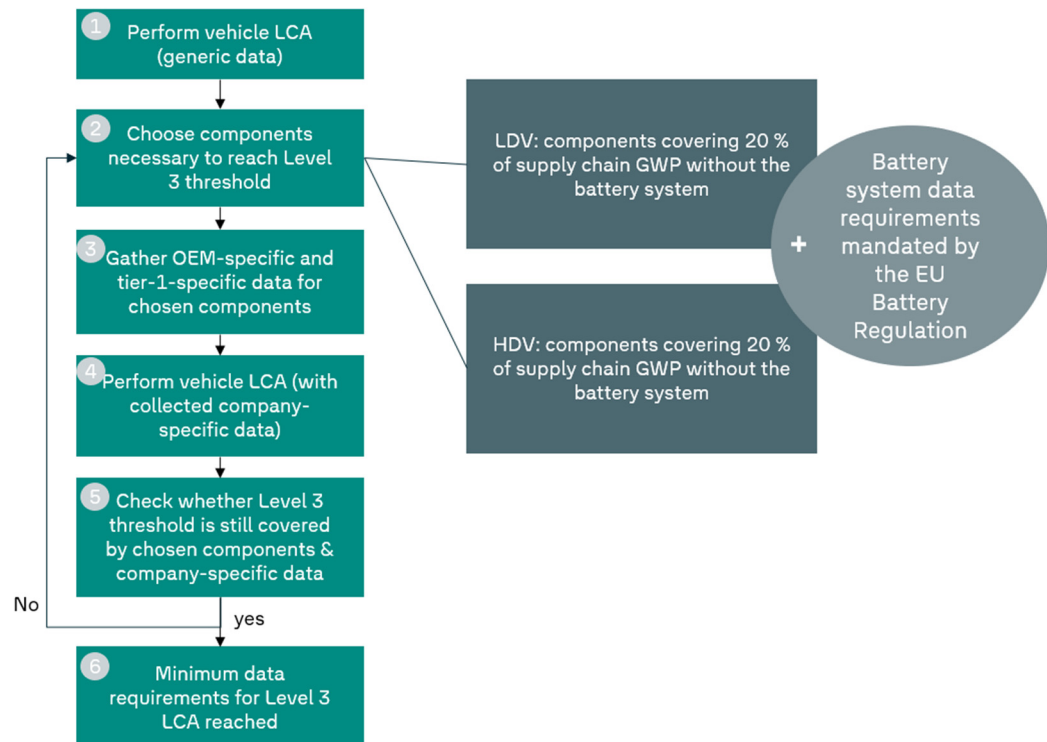 1
Perform vehicle LCA
(generic data)
2
Choose components
necessary to reach Level
3 threshold
3
Gather OEM-specific and
tier-1-specific data for
chosen components
4
Perform vehicle LCA (with
collected company-
specific data)
5
Check whether Level 3
threshold is still covered
by chosen components &
company-specific data
No
yes
6
Minimum data
requirements for Level 3
LCA reached
LDV: components covering 20 %
of supply chain GWP without the
battery system
HDV: components covering 20 %
of supply chain GWP without the
battery system
+
Battery
system data
requirements
mandated by
the EU
Battery
Regulation